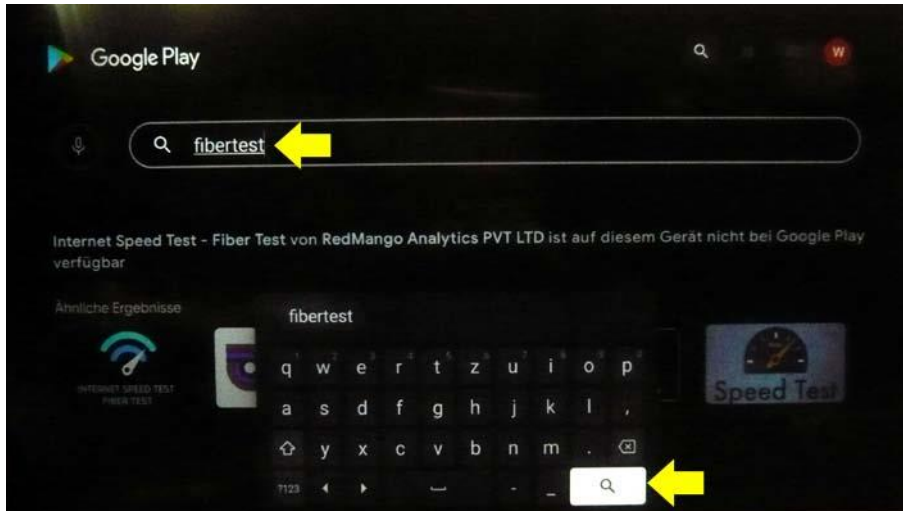 Google Play
W
fibertest
Internet Speed Test - Fiber Test von RedMango Analytics PVT LTD ist auf diesem Gerät nicht bei Google Play
verfügbar
Ähnliche Ergebnisse
INTERNET SPEED TEST
FIBER TEST
Speed Test
fibertest
q w e r t z u i o p
a s d f g h j k l ,
y x c v b n m .
?123 - _